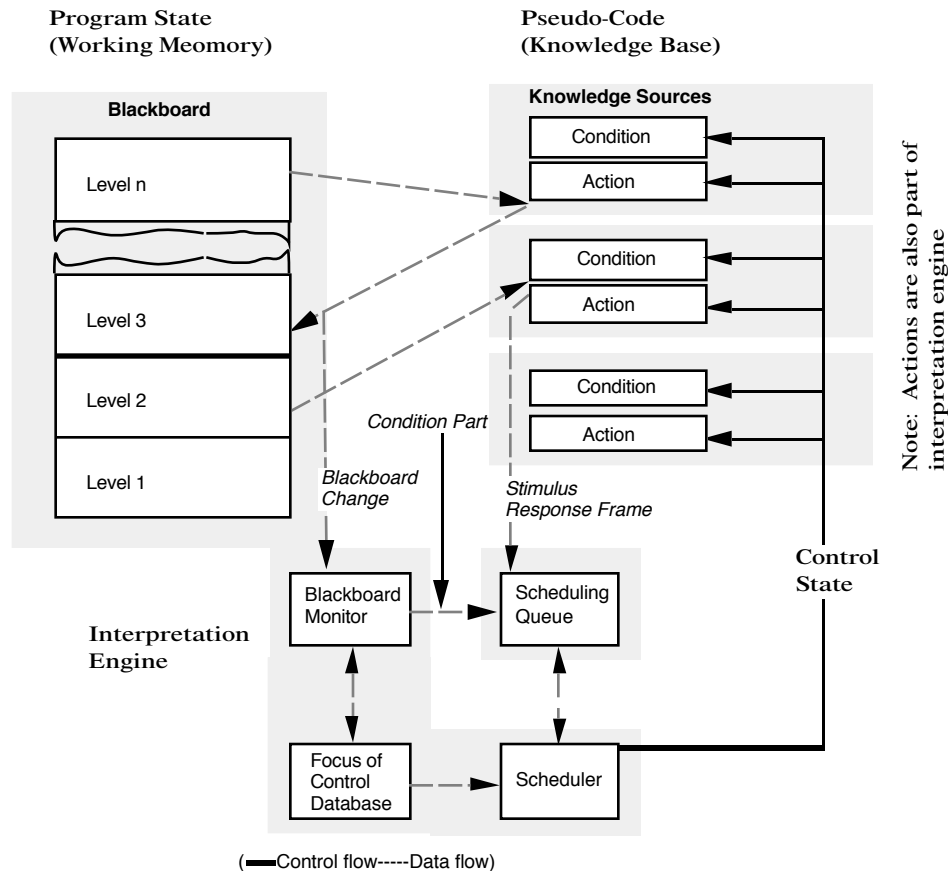 Program State
(Working Meomory)
Pseudo-Code
(Knowledge Base)
Blackboard
Level n
Level 3
Level 2
Level 1
Knowledge Sources
Condition
Action
Condition
Action
Condition
Action
Note: Actions are also part of
interpretation engine
Condition Part
Blackboard
Change
Stimulus
Response Frame
Control
State
Interpretation
Engine
Blackboard
Monitor
Scheduling
Queue
Focus of
Control
Database
Scheduler
(Control flow-----Data flow)